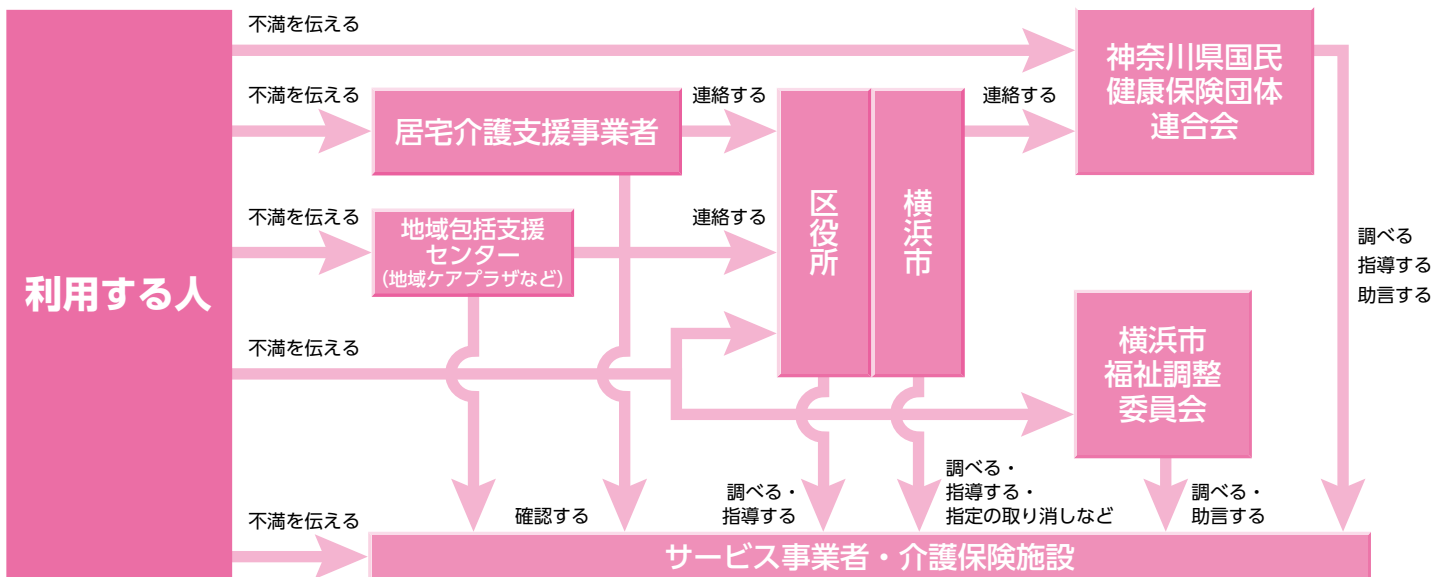 利用する人
不満を伝える
神奈川県国民
健康保険団体
連合会
不満を伝える
居宅介護支援事業者
連絡する
区役所
横浜市
連絡する
不満を伝える
地域包括支援
センター
(地域ケアプラザなど)
連絡する
調べる
指導する
助言する
不満を伝える
横浜市
福祉調整
委員会
確認する
調べる・
指導する
調べる・
指導する・
指定の取り消しなど
調べる・
助言する
不満を伝える
サービス事業者・介護保険施設